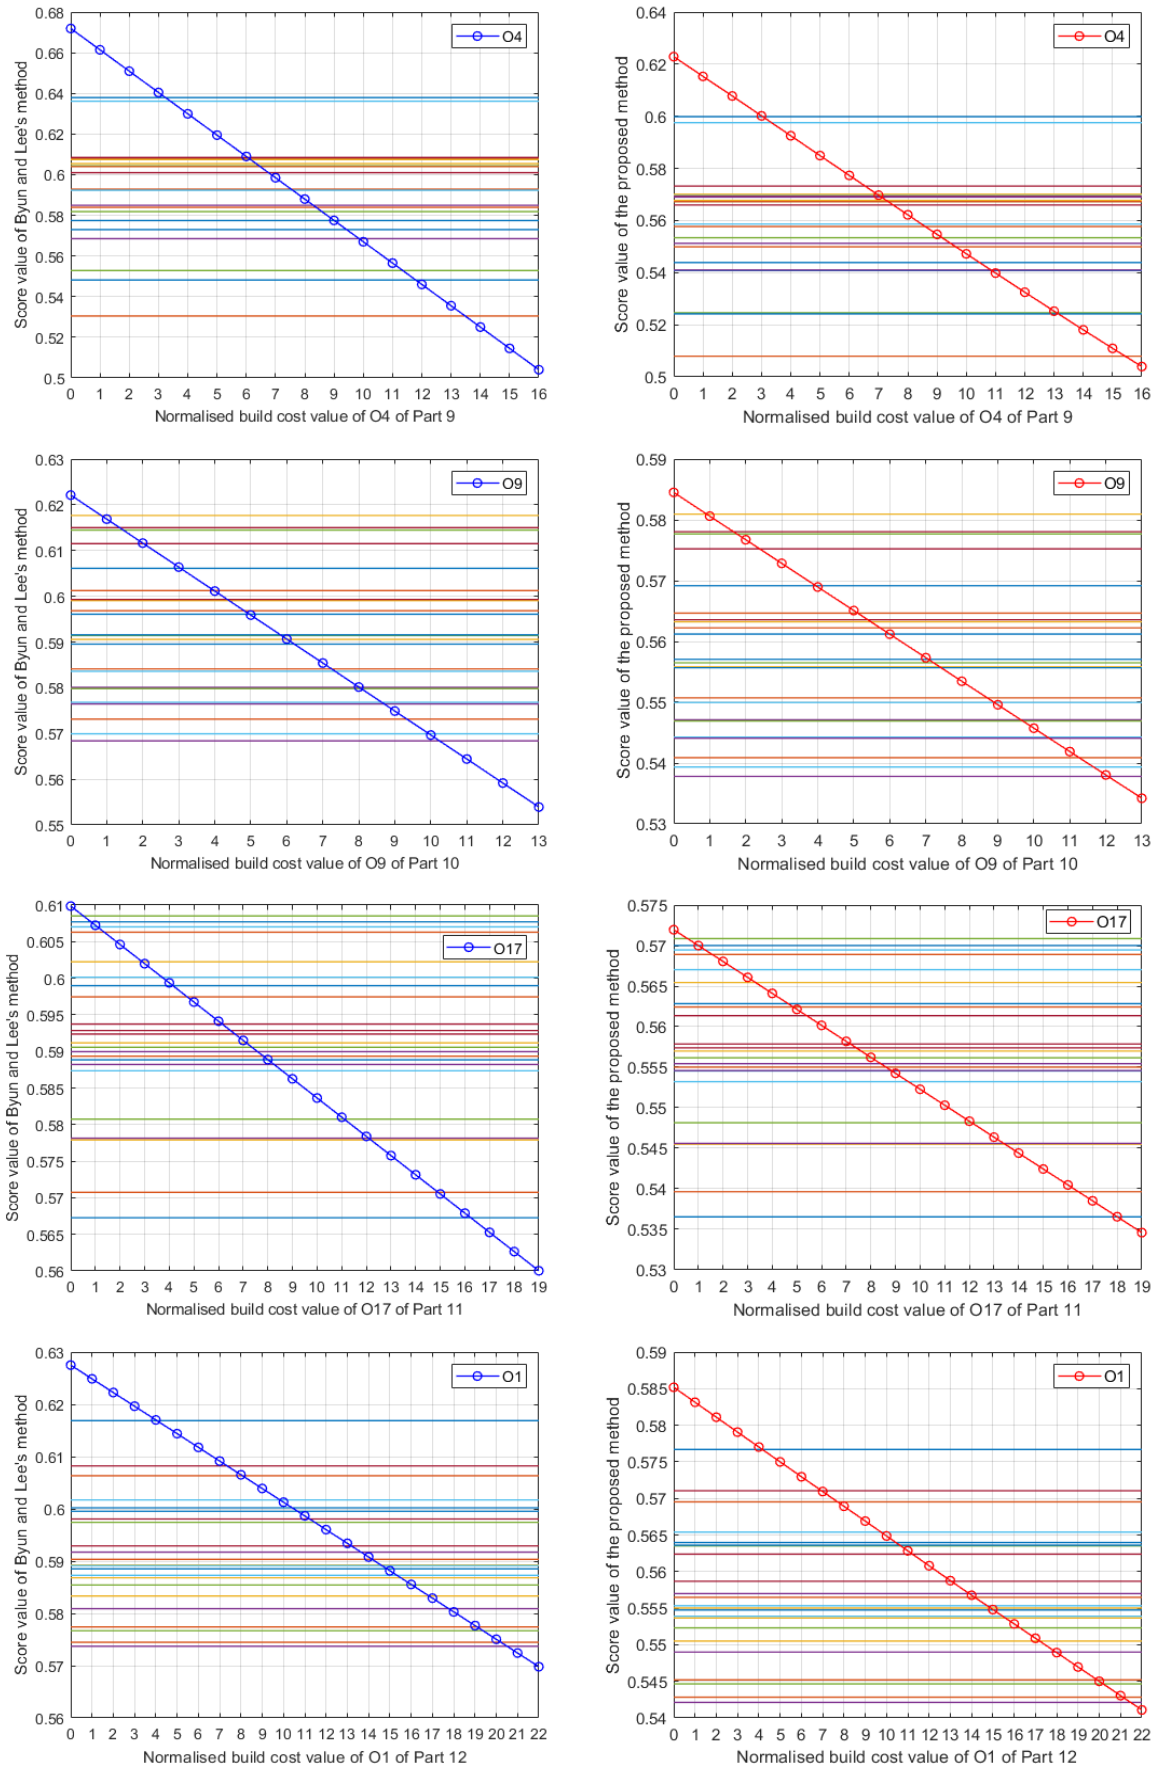 0.68
0.66
0.64
0.62
0.6
0.58
0.56
0.54
0.52
0.5
Score value of Byun and Lee's method
O4
0 1 2 3 4 5 6 7 8 9 10 11 12 13 14 15 16
Normalised build cost value of O4 of Part 9
0.64
0.62
0.6
0.58
0.56
0.54
0.52
0.5
Score value of the proposed method
O4
0 1 2 3 4 5 6 7 8 9 10 11 12 13 14 15 16
Normalised build cost value of O4 of Part 9
0.63
0.62
0.61
0.6
0.59
0.58
0.57
0.56
0.55
Score value of Byun and Lee's method
O9
0 1 2 3 4 5 6 7 8 9 10 11 12 13
Normalised build cost value of O9 of Part 10
0.59
0.58
0.57
0.56
0.55
0.54
0.53
Score value of the proposed method
O9
0 1 2 3 4 5 6 7 8 9 10 11 12 13
Normalised build cost value of O9 of Part 10
0.61
0.605
0.6
0.595
0.59
0.585
0.58
0.575
0.57
0.565
0.56
Score value of Byun and Lee's method
O17
0 1 2 3 4 5 6 7 8 9 10 11 12 13 14 15 16 17 18 19
Normalised build cost value of O17 of Part 11
0.575
0.57
0.565
0.56
0.555
0.55
0.545
0.54
0.535
0.53
Score value of the proposed method
O17
0 1 2 3 4 5 6 7 8 9 10 11 12 13 14 15 16 17 18 19
Normalised build cost value of O17 of Part 11
0.63
0.62
0.61
0.6
0.59
0.58
0.57
0.56
Score value of Byun and Lee's method
O1
0 1 2 3 4 5 6 7 8 9 10 11 12 13 14 15 16 17 18 19 20 21 22
Normalised build cost value of O1 of Part 12
0.59
0.585
0.58
0.575
0.57
0.565
0.56
0.555
0.55
0.545
0.54
Score value of the proposed method
O1
0 1 2 3 4 5 6 7 8 9 10 11 12 13 14 15 16 17 18 19 20 21 22
Normalised build cost value of O1 of Part 12